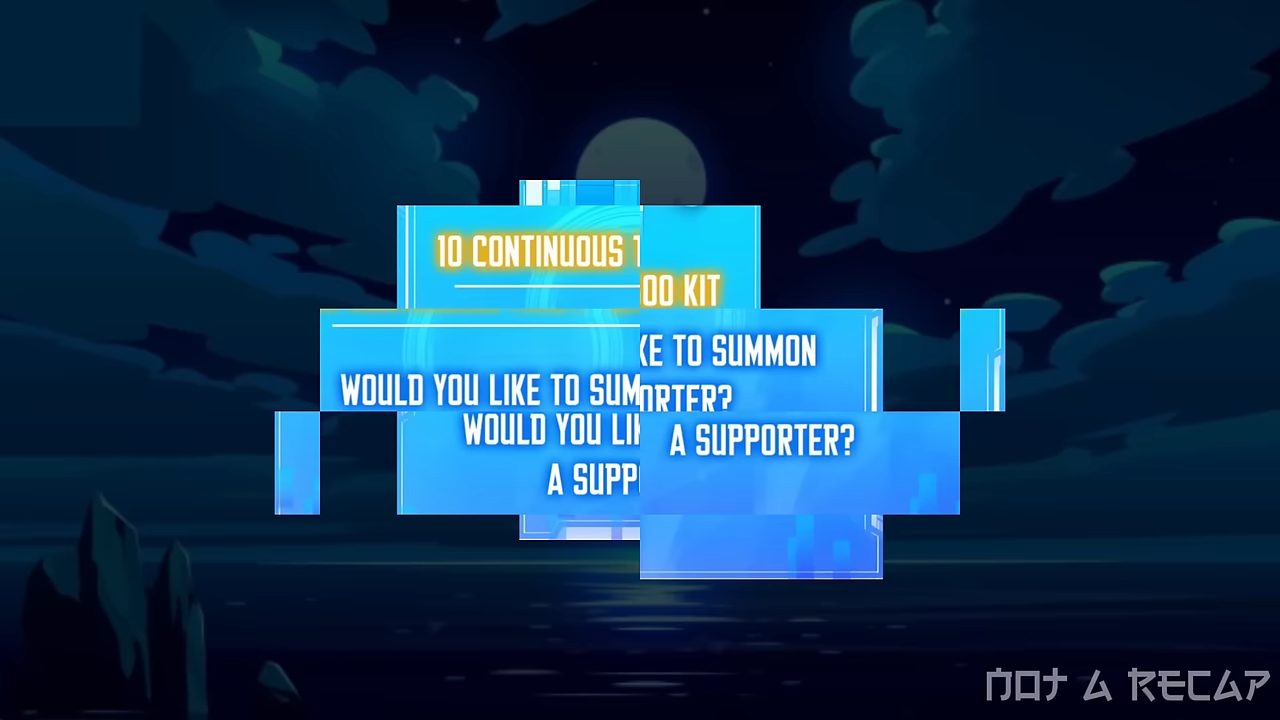 10 CONTINUOUS
OO KIT
KE TO SUMMON
WOULD YOU LIKE TO SUM
ORTER?
WOULD YOU LIK
A SUPPORTER?
A SUPP
NOT A RECAP